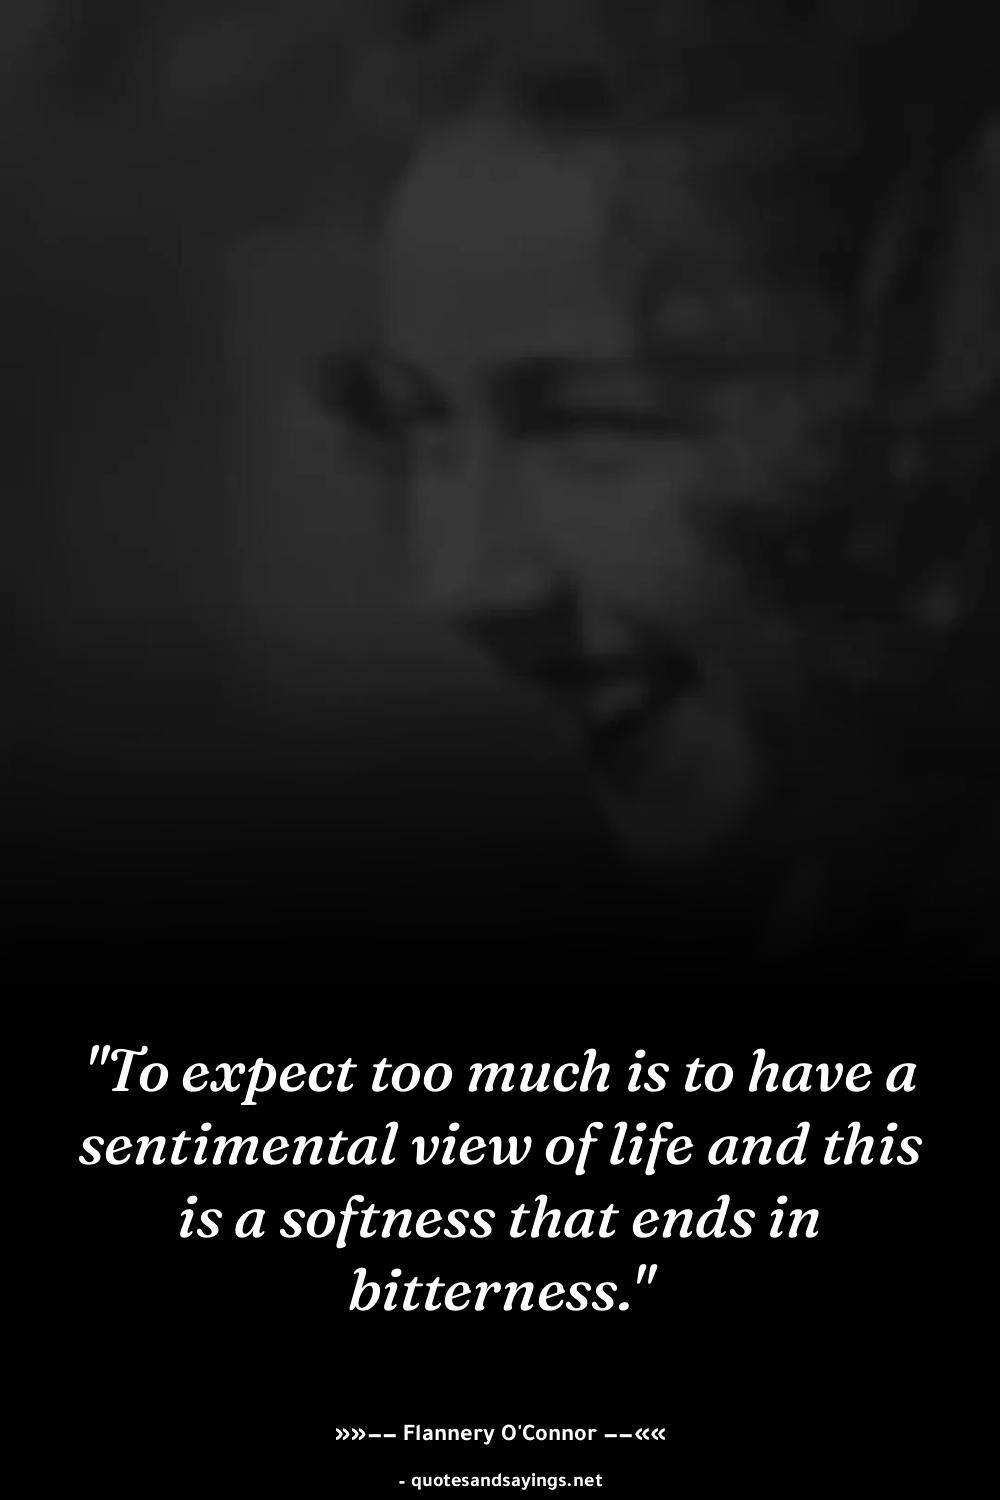 "To expect too much is to have a
sentimental view of life and this
is a softness that ends in
bitterness."
»»–– Flannery O'Connor ––««
- quotesandsayings.net